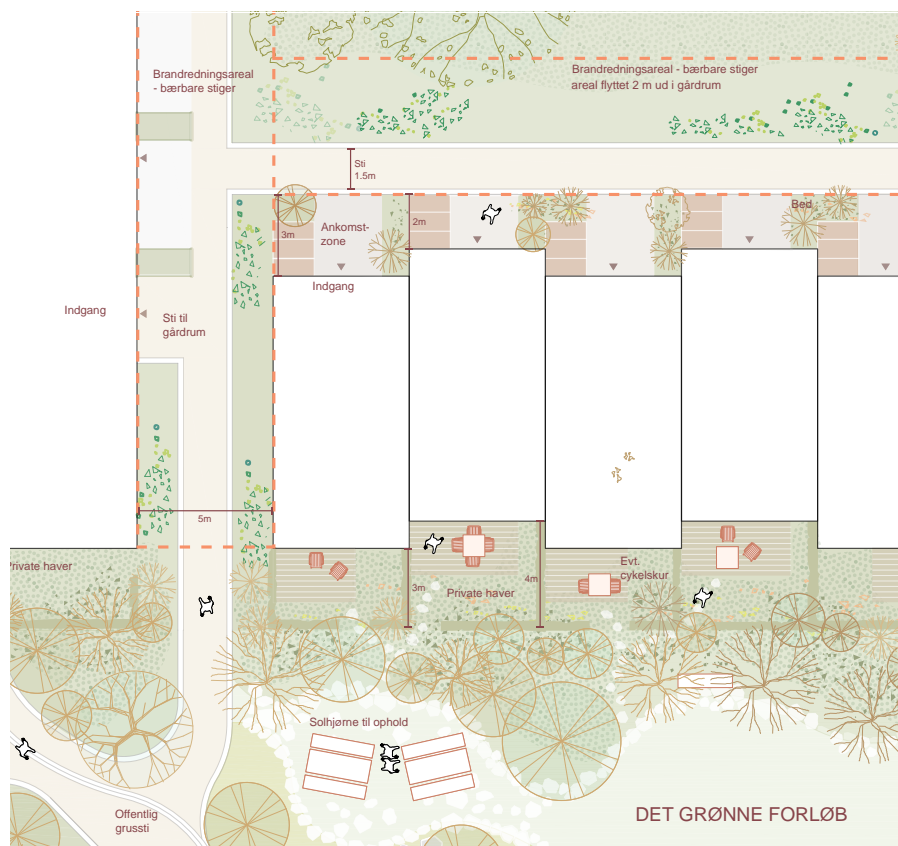 Brandredningsareal
- bærbare stiger
Brandredningsareal - bærbare stiger
areal flyttet 2 m ud i gårdrum
Sti
1.5m
Ankomst-
zone
3m
2m
Bed
Indgang
Indgang
Sti til
gårdrum
5m
Private haver
3m
Private haver
4m
Evt.
cykelskur
Solhjørne til ophold
Offentlig
grussti
DET GRØNNE FORLØB